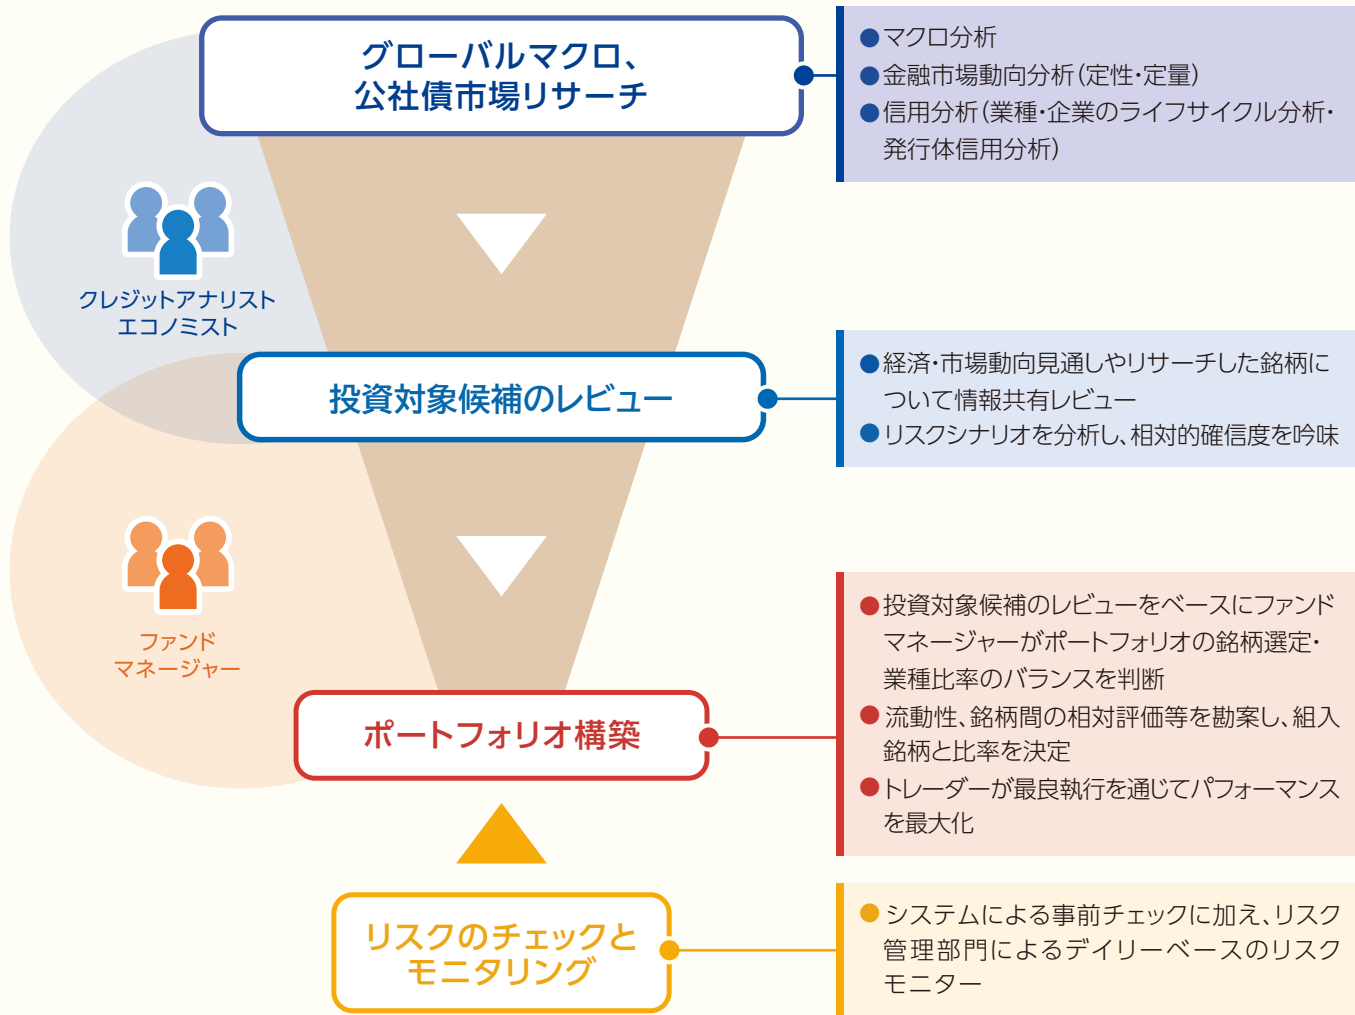 グローバルマクロ、
公社債市場リサーチ
●マクロ分析
●金融市場動向分析(定性・定量)
●信用分析(業種・企業のライフサイクル分析・
発行体信用分析)
クレジットアナリスト
エコノミスト
投資対象候補のレビュー
●経済・市場動向見通しやリサーチした銘柄に
ついて情報共有レビュー
●リスクシナリオを分析し、相対的確信度を吟味
ファンド
マネージャー
ポートフォリオ構築
●投資対象候補のレビューをベースにファンド
マネージャーがポートフォリオの銘柄選定・
業種比率のバランスを判断
●流動性、銘柄間の相対評価等を勘案し、組入
銘柄と比率を決定
●トレーダーが最良執行を通じてパフォーマンス
を最大化
リスクのチェックと
モニタリング
●システムによる事前チェックに加え、リスク
管理部門によるデイリーベースのリスク
モニター